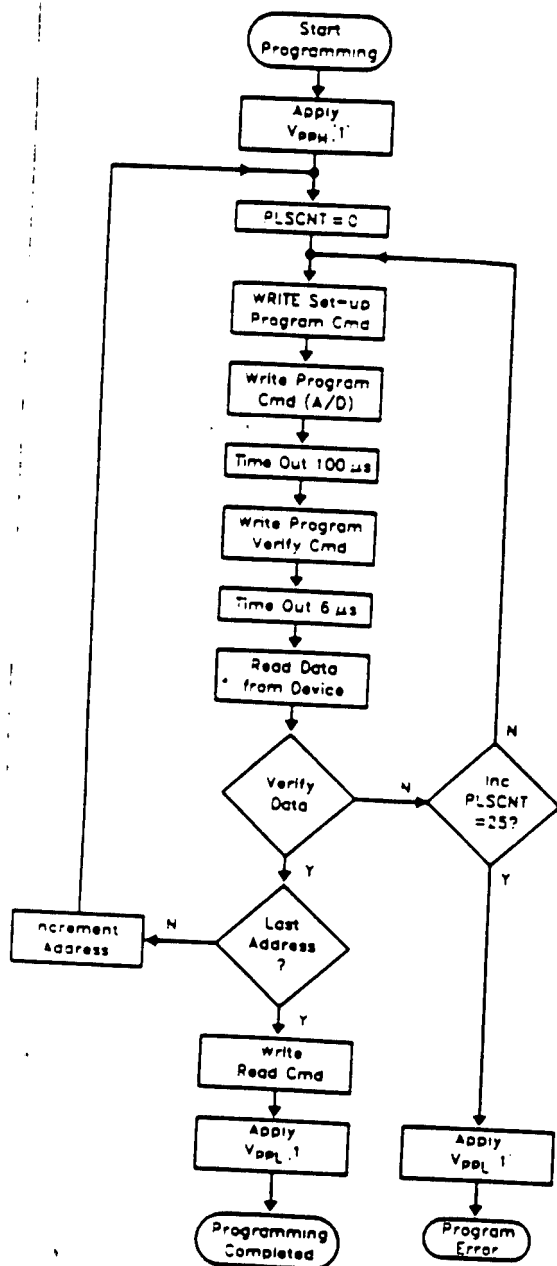 Start
Programming
Apply
VPPH(1)
PLSCNT = 0
WRITE Set-up
Program Cmd
Write Program
Cmd (A/D)
Time Out 100 μs
Write Program
Verify Cmd
Time Out 6 μs
Read Data
from Device
N
Verify
Data
N
Inc
PLSCNT
=25?
Y
Y
Increment
Address
N
Last
Address
?
Y
Write
Read Cmd
Apply
VPPL(1)
Apply
VPPL(1)
Programming
Completed
Program
Error